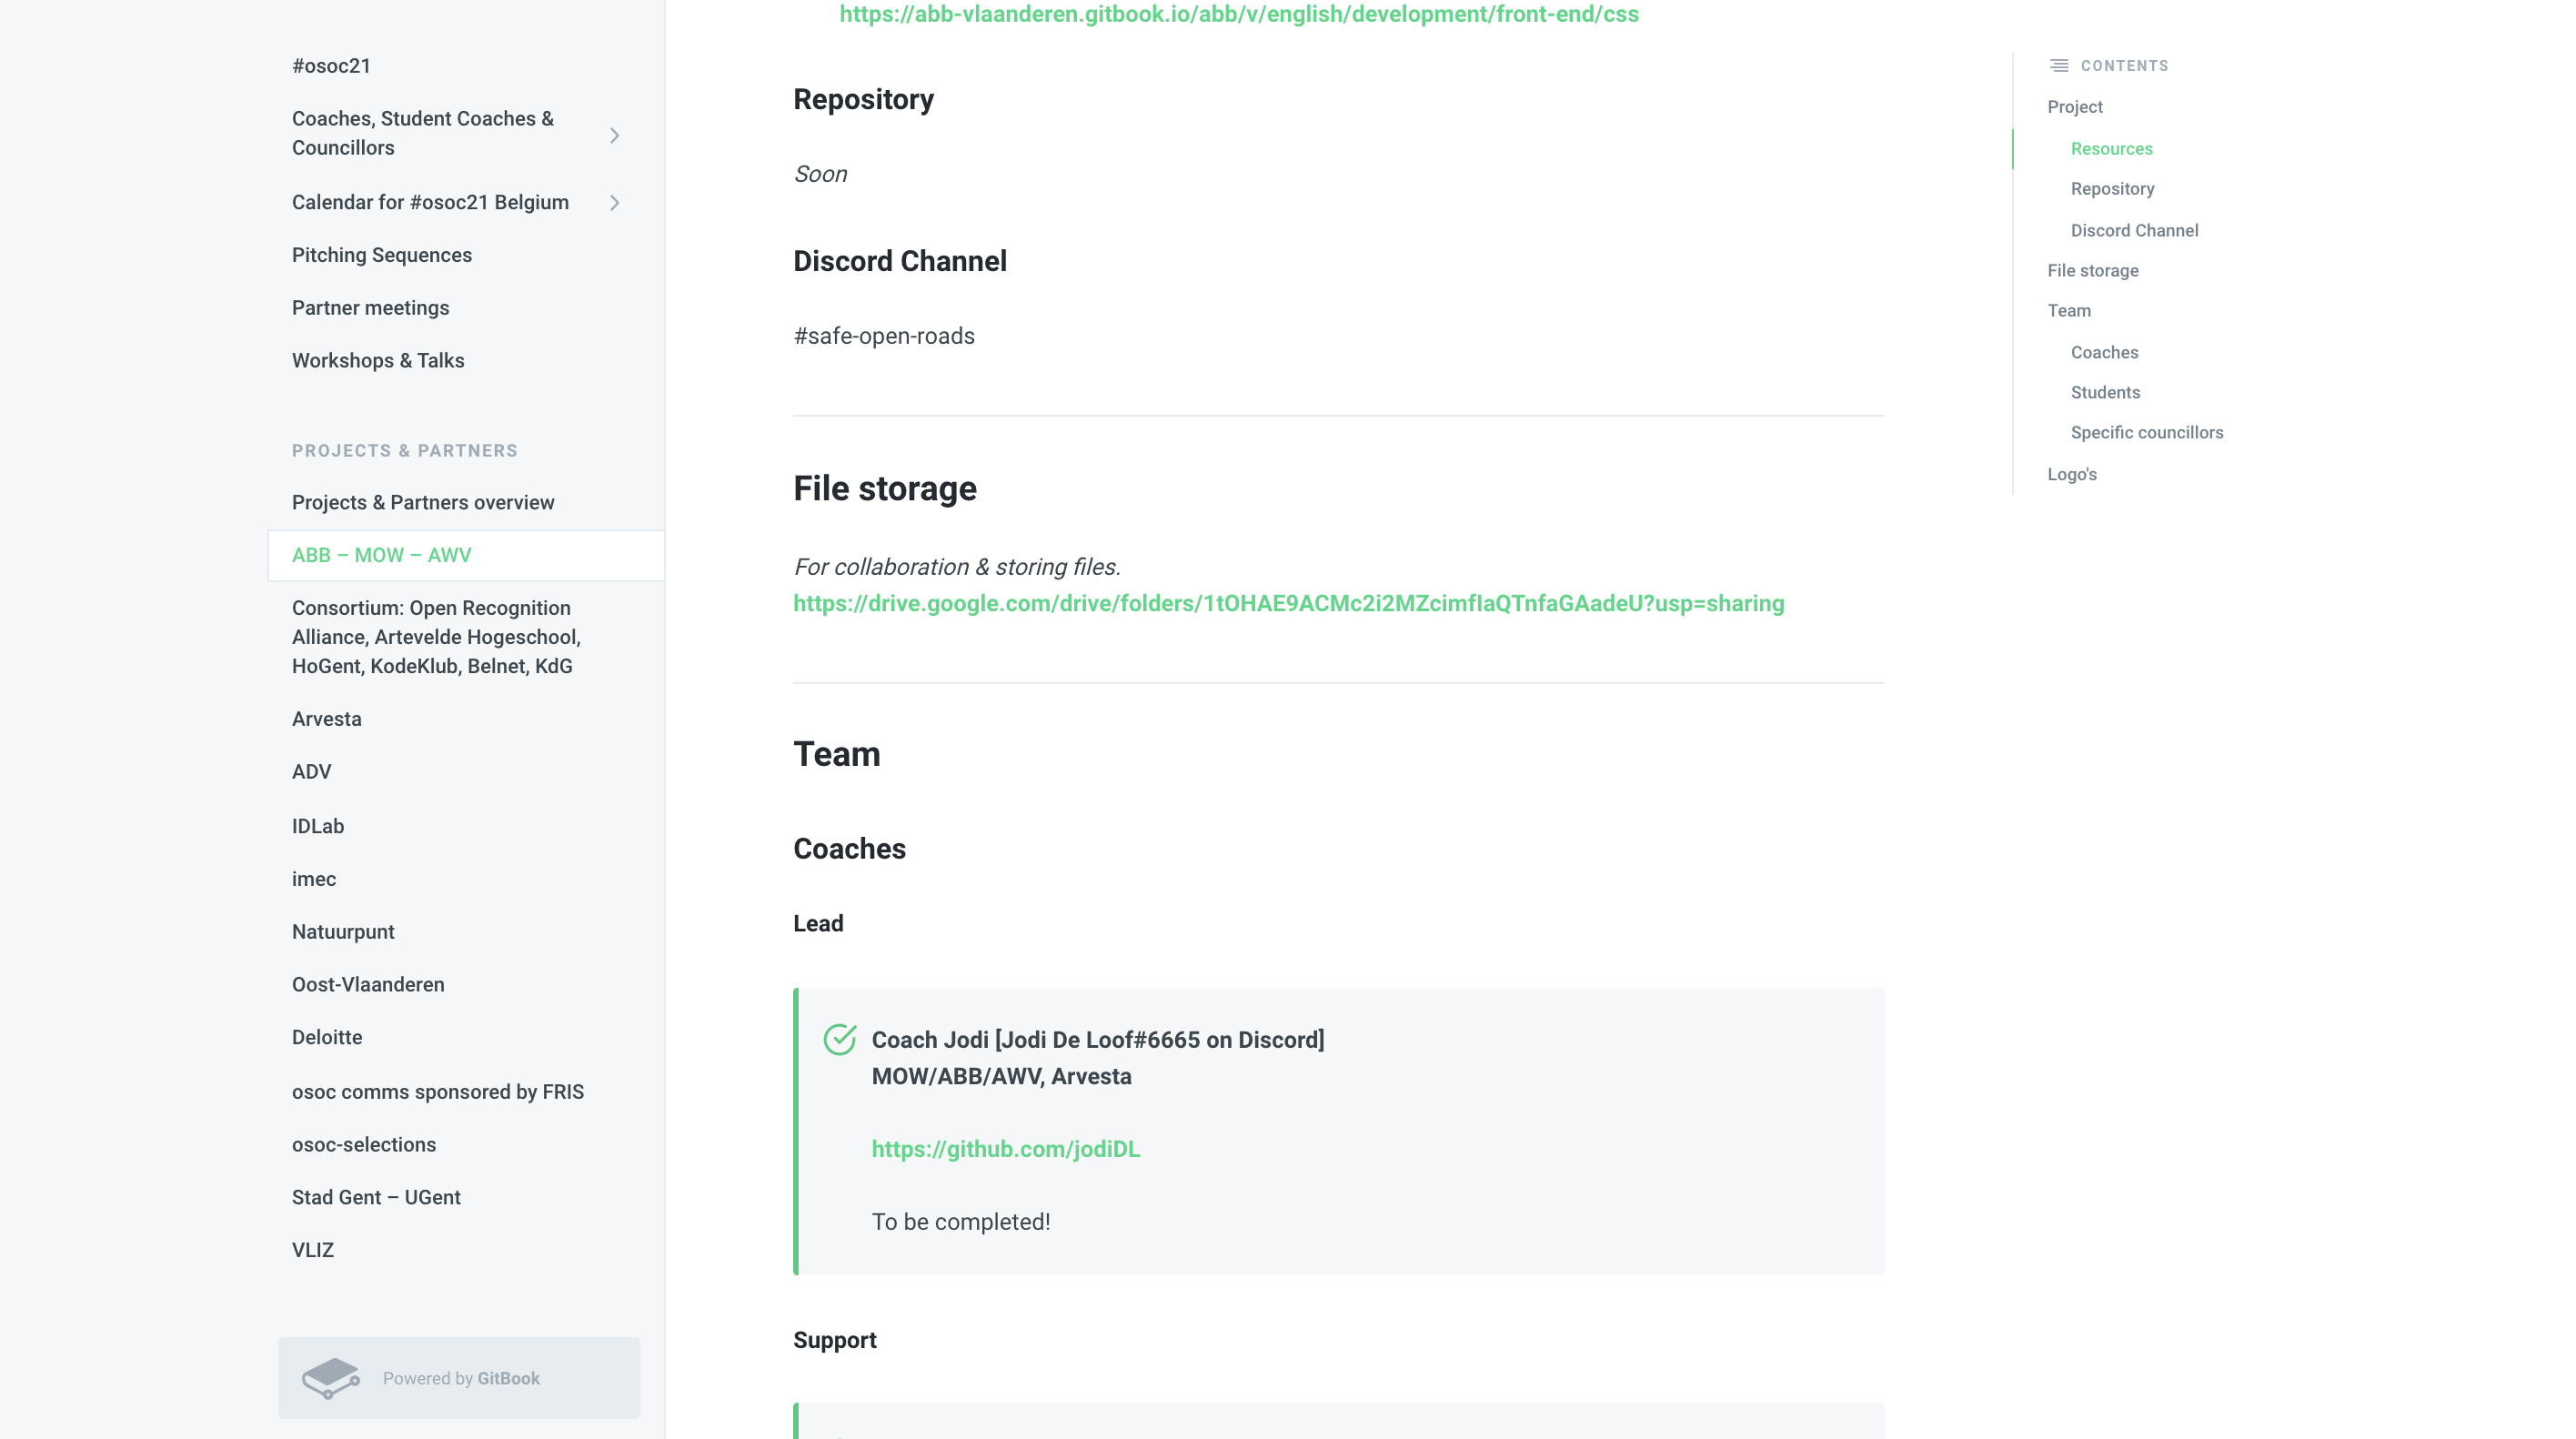 #osoc21
Coaches, Student Coaches &
Councillors
Calendar for #osoc21 Belgium
Pitching Sequences
Partner meetings
Workshops & Talks
PROJECTS & PARTNERS
Projects & Partners overview
ABB – MOW – AWV
Consortium: Open Recognition
Alliance, Artevelde Hogeschool,
HoGent, KodeKlub, Belnet, KdG
Arvesta
ADV
IDLab
imec
Natuurpunt
Oost-Vlaanderen
Deloitte
osoc comms sponsored by FRIS
osoc-selections
Stad Gent – UGent
VLIZ
Powered by GitBook
https://abb-vlaanderen.gitbook.io/abb/v/english/development/front-end/css
Repository
Soon
Discord Channel
#safe-open-roads
File storage
For collaboration & storing files.
https://drive.google.com/drive/folders/1tOHAE9ACMc2i2MZcimfIaQTnfaGAadeU?usp=sharing
Team
Coaches
Lead
Coach Jodi [Jodi De Loof#6665 on Discord]
MOW/ABB/AWV, Arvesta
https://github.com/jodiDL
To be completed!
Support
CONTENTS
Project
Resources
Repository
Discord Channel
File storage
Team
Coaches
Students
Specific councillors
Logo's